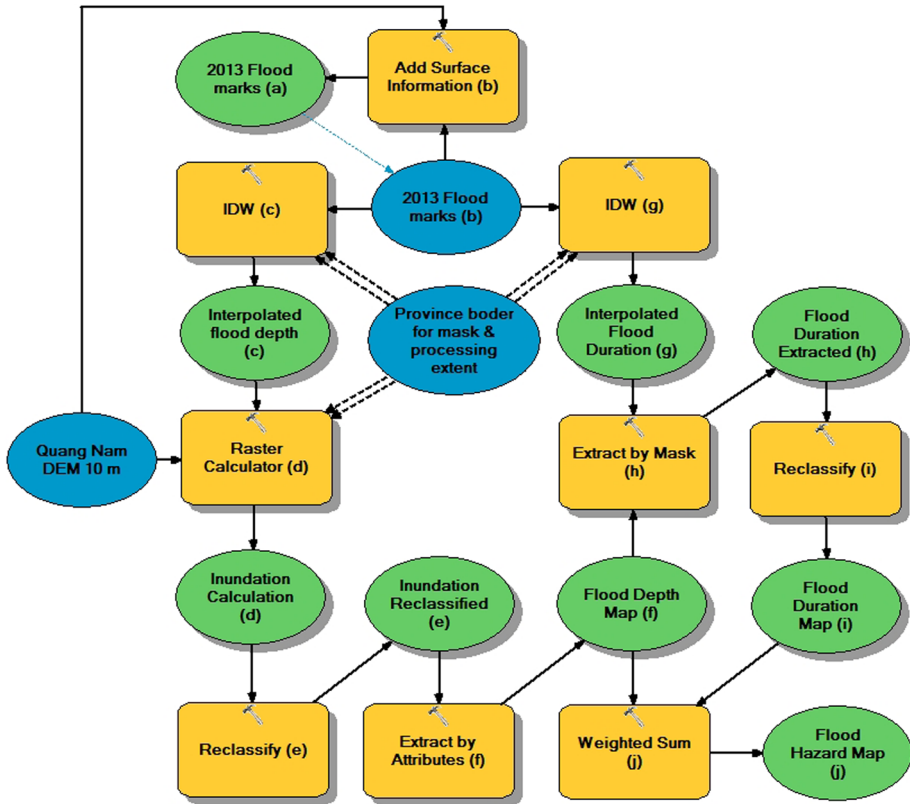 2013 Flood
marks (a)
Add Surface
Information (b)
IDW (c)
2013 Flood
marks (b)
IDW (g)
Interpolated
flood depth
(c)
Province boder
for mask &
processing
extent
Interpolated
Flood
Duration (g)
Flood
Duration
Extracted (h)
Quang Nam
DEM 10 m
Raster
Calculator (d)
Extract by Mask
(h)
Reclassify (i)
Inundation
Calculation
(d)
Inundation
Reclassified
(e)
Flood Depth
Map (f)
Flood
Duration
Map (i)
Reclassify (e)
Extract by
Attributes (f)
Weighted Sum
(j)
Flood
Hazard Map
(j)